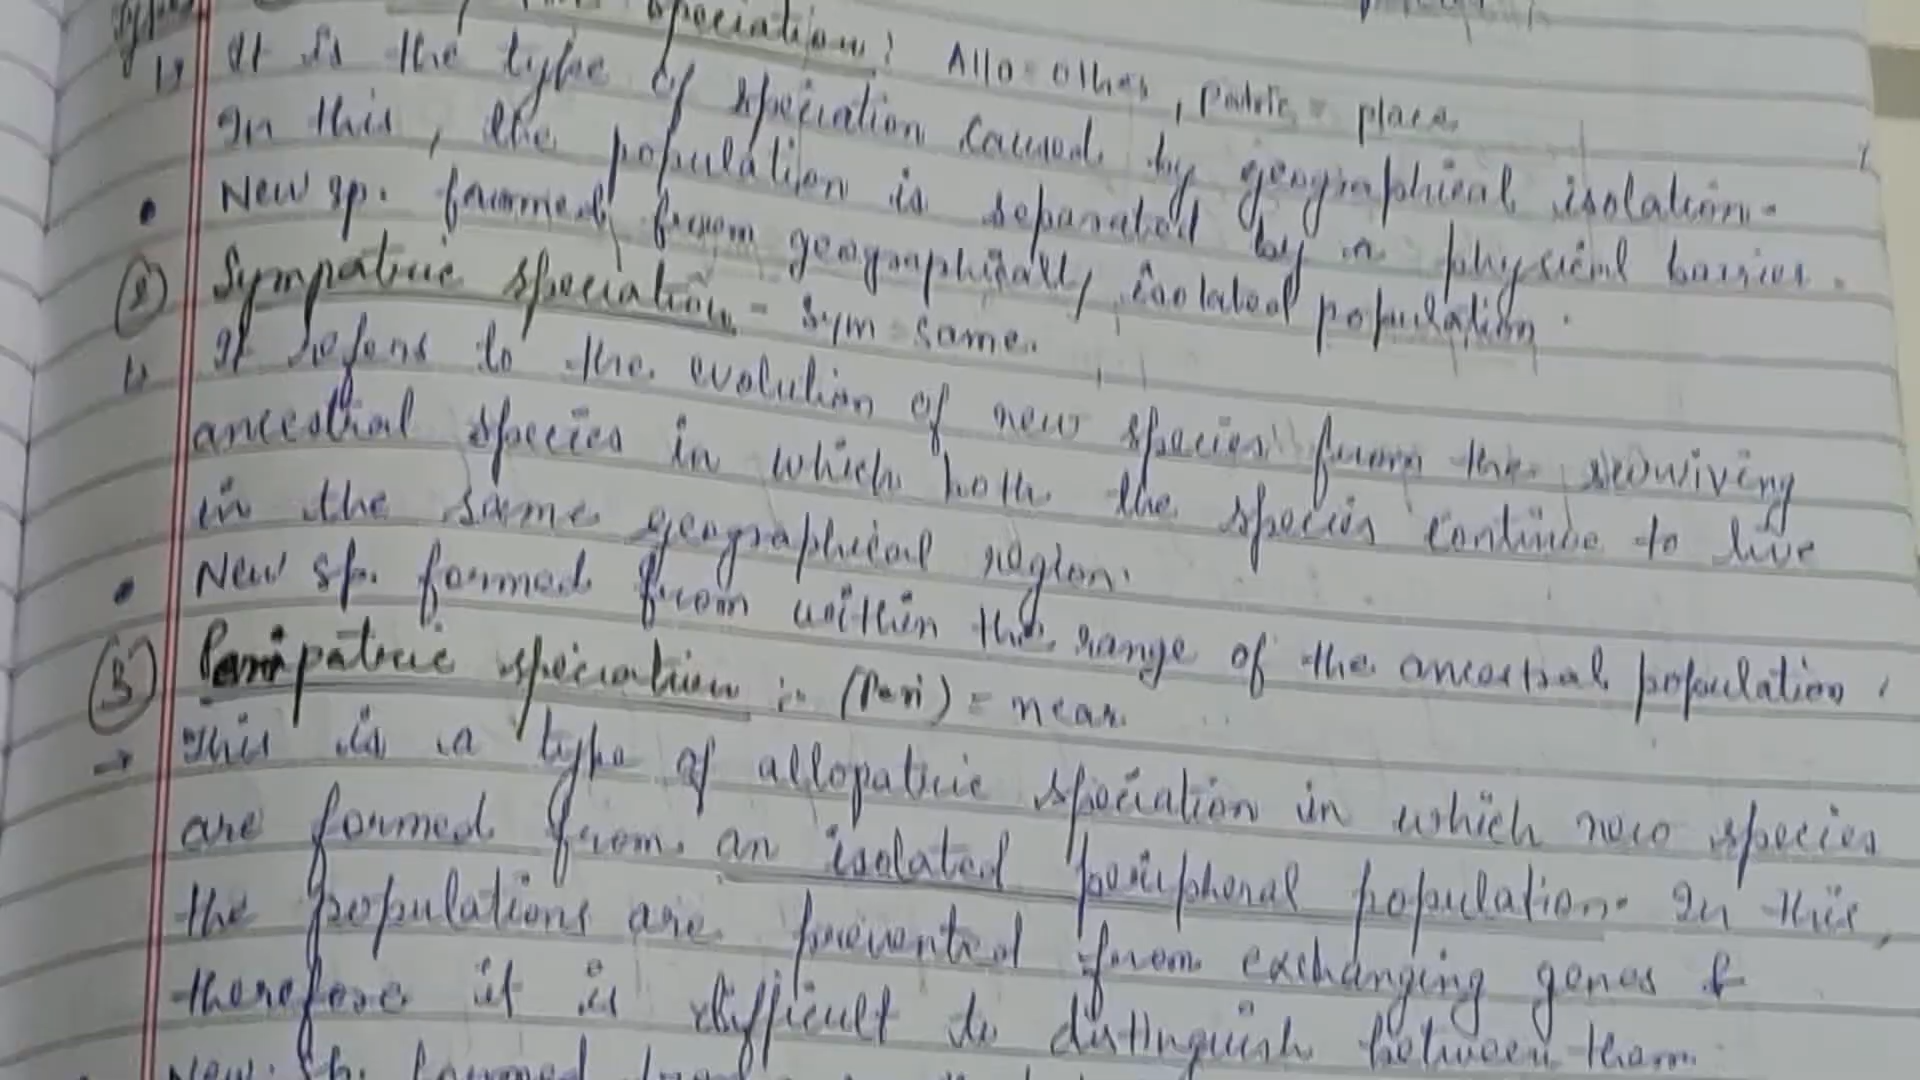 speciation: Allo = other, Patric = place
1) It is the type of speciation caused by geographical isolation.
In this, the population is separated by a physical barrier.
• New sp. formed from geographically isolated population.
(2) Sympatric speciation - Sym = same.
It refers to the evolution of new species from the surviving
ancestral species in which both the species continue to live
in the same geographical region.
• New sp. formed from within the range of the ancestral population.
(3) Peripatric speciation :- (Peri) = near
→ This is a type of allopatric speciation in which new species
are formed from an isolated peripheral population. In this,
the populations are prevented from exchanging genes &
therefore it is difficult to distinguish between them
New sp. formed